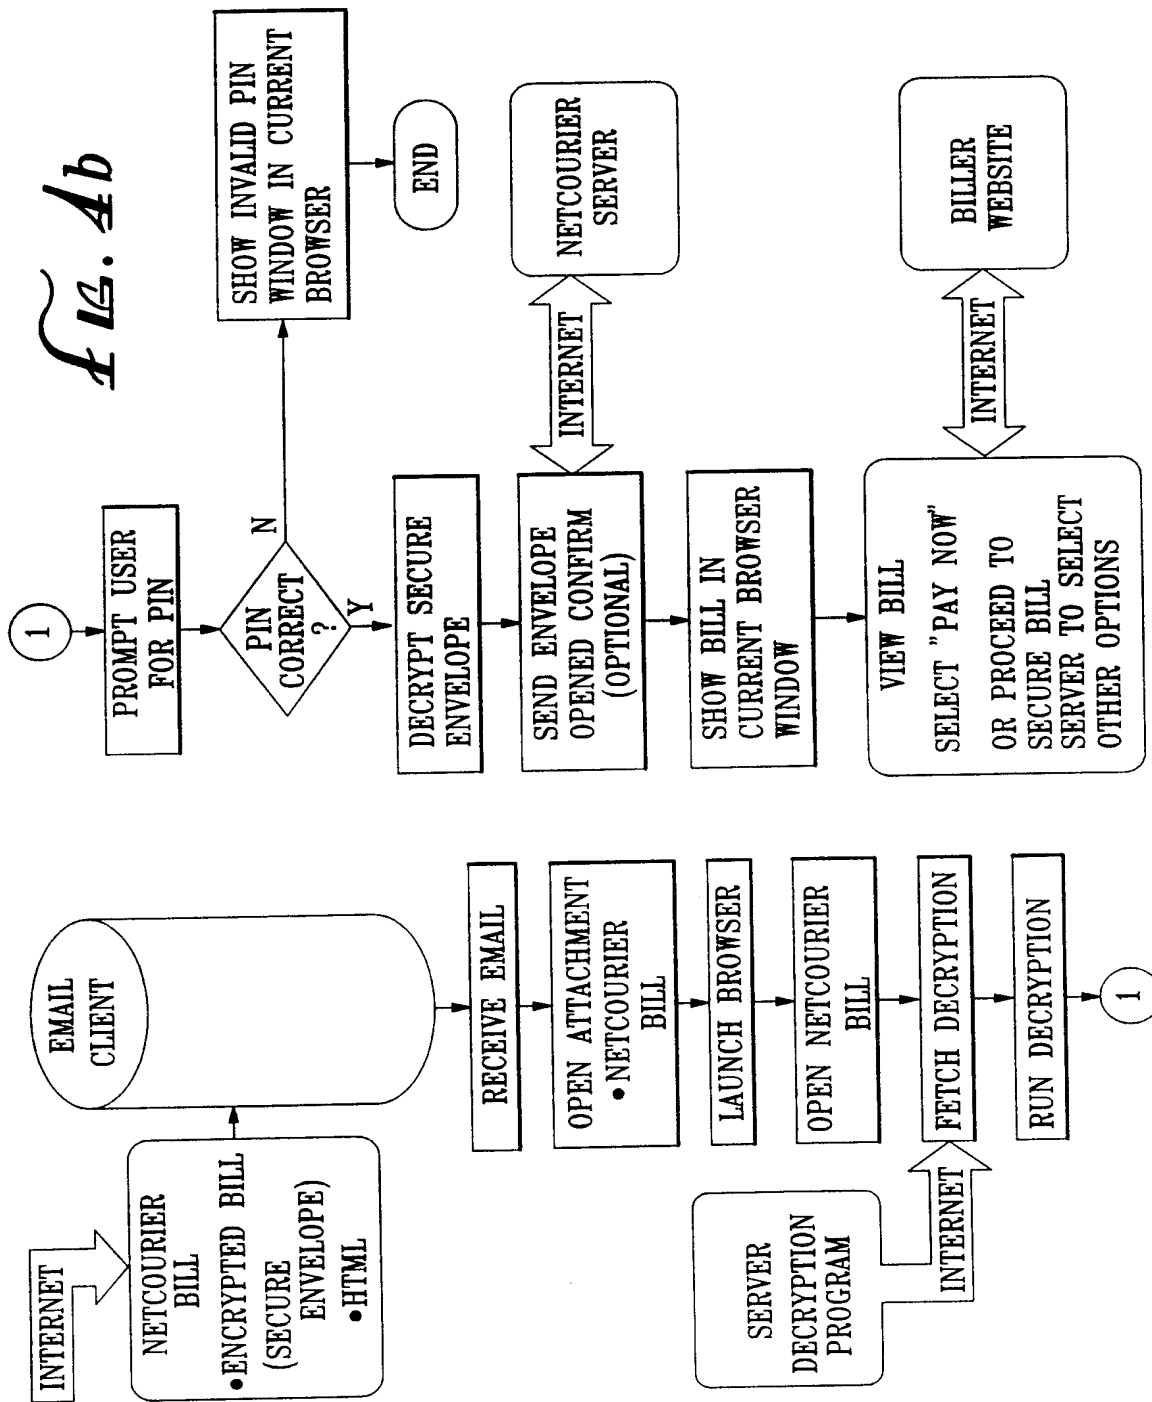 fig. 4b
INTERNET
NETCOURIER
BILL
•ENCRYPTED BILL
(SECURE
ENVELOPE)
•HTML
EMAIL
CLIENT
RECEIVE EMAIL
OPEN ATTACHMENT
•NETCOURIER
BILL
LAUNCH BROWSER
OPEN NETCOURIER
BILL
SERVER
DECRYPTION
PROGRAM
INTERNET
FETCH DECRYPTION
RUN DECRYPTION
1
1
PROMPT USER
FOR PIN
PIN
CORRECT
?
N
Y
SHOW INVALID PIN
WINDOW IN CURRENT
BROWSER
END
DECRYPT SECURE
ENVELOPE
SEND ENVELOPE
OPENED CONFIRM
(OPTIONAL)
INTERNET
NETCOURIER
SERVER
SHOW BILL IN
CURRENT BROWSER
WINDOW
VIEW BILL
SELECT "PAY NOW"
OR PROCEED TO
SECURE BILL
SERVER TO SELECT
OTHER OPTIONS
INTERNET
BILLER
WEBSITE